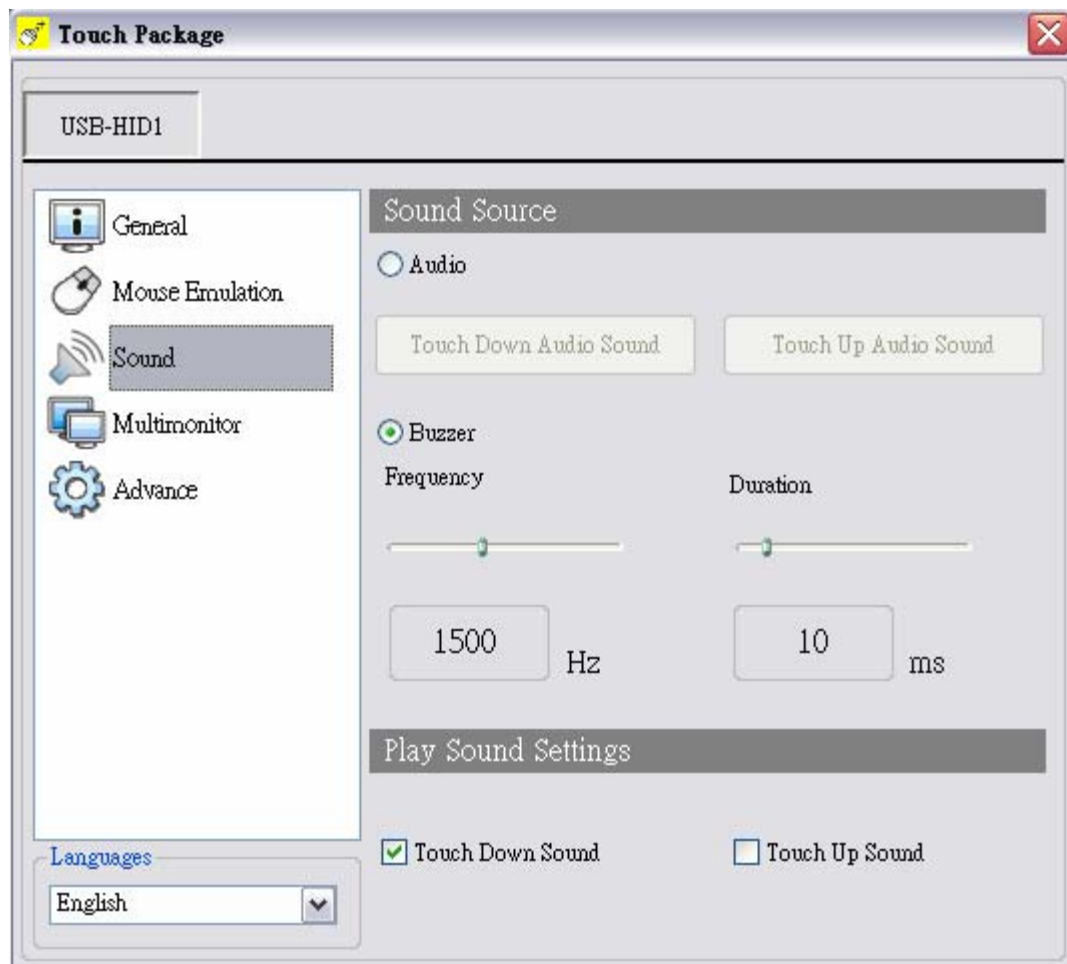 Touch Package
USB-HID1
General
Mouse Emulation
Sound
Multimonitor
Advance
Languages
English
Sound Source
Audio
Touch Down Audio Sound
Touch Up Audio Sound
Buzzer
Frequency
Duration
1500 Hz
10 ms
Play Sound Settings
Touch Down Sound
Touch Up Sound